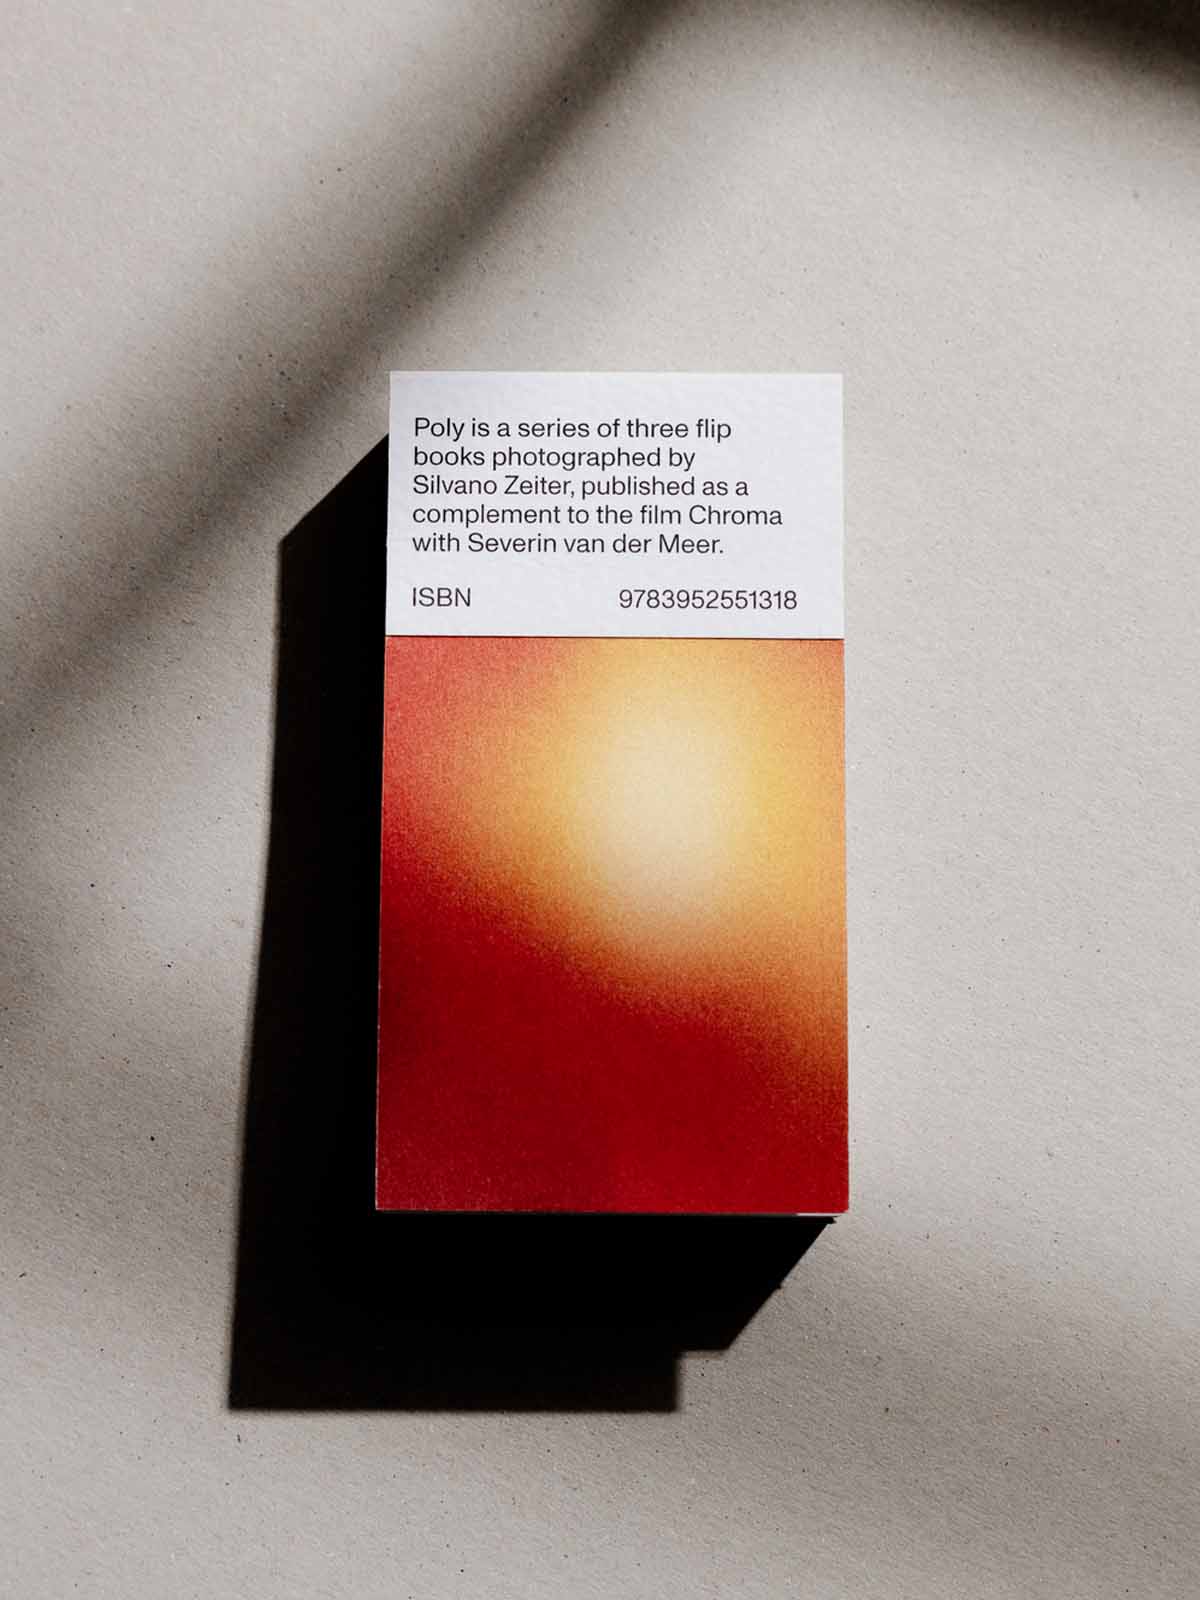 Poly is a series of three flip
books photographed by
Silvano Zeiter, published as a
complement to the film Chroma
with Severin van der Meer.
ISBN 9783952551318